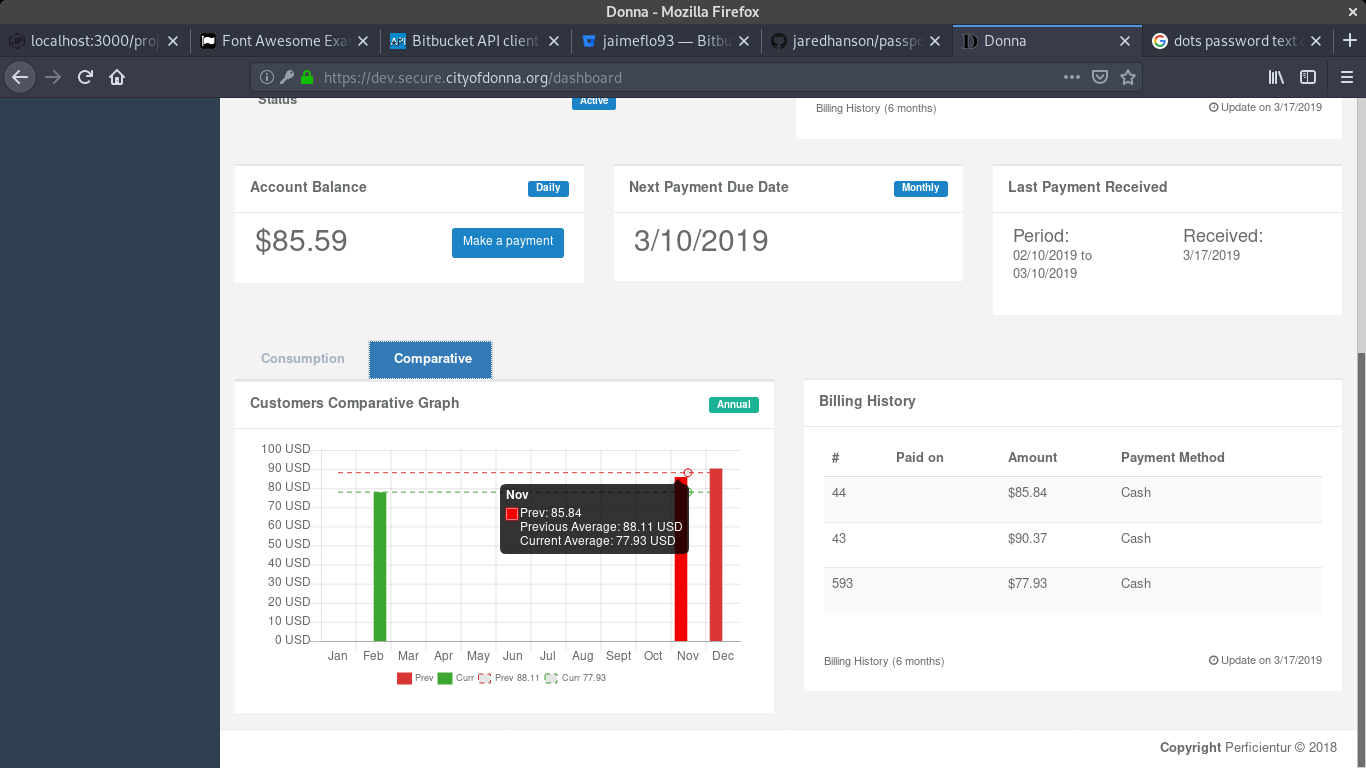 Donna - Mozilla Firefox
localhost:3000/proj
Font Awesome Exa
Bitbucket API client
jaimeflo93 — Bitbu
jaredhanson/passpo
Donna
dots password text
https://dev.secure.cityofdonna.org/dashboard
Status
Active
Billing History (6 months)
Update on 3/17/2019
Account Balance
Daily
$85.59
Make a payment
Next Payment Due Date
Monthly
3/10/2019
Last Payment Received
Period:
02/10/2019 to
03/10/2019
Received:
3/17/2019
Consumption
Comparative
Customers Comparative Graph
Annual
100 USD
90 USD
80 USD
70 USD
60 USD
50 USD
40 USD
30 USD
20 USD
10 USD
0 USD
Nov
Prev: 85.84
Previous Average: 88.11 USD
Current Average: 77.93 USD
Jan Feb Mar Apr May Jun Jul Aug Sept Oct Nov Dec
Prev Curr Prev 88.11 Curr 77.93
Billing History
# Paid on Amount Payment Method
44 $85.84 Cash
43 $90.37 Cash
593 $77.93 Cash
Billing History (6 months)
Update on 3/17/2019
Copyright Perficientur © 2018